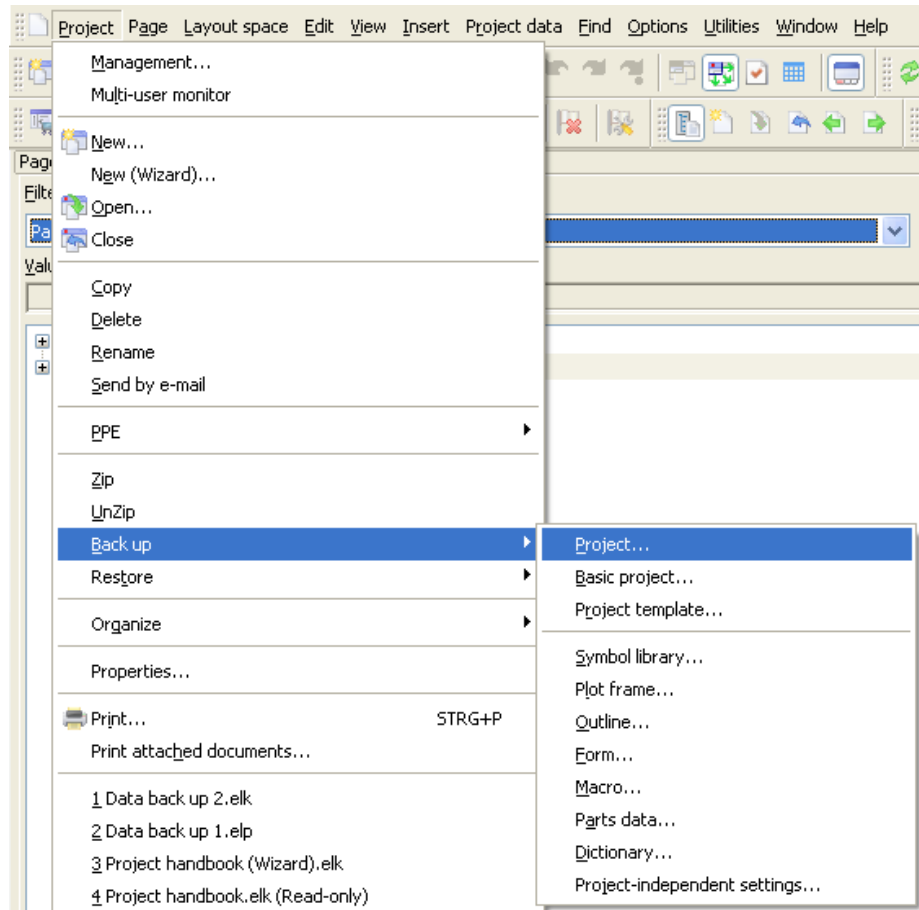 Project Page Layout space Edit View Insert Project data Find Options Utilities Window Help
Management...
Multi-user monitor
New...
New (Wizard)...
Open...
Close
Copy
Delete
Rename
Send by e-mail
PPE
Zip
UnZip
Back up
Restore
Organize
Properties...
Print... STRG+P
Print attached documents...
1 Data back up 2.elk
2 Data back up 1.elp
3 Project handbook (Wizard).elk
4 Project handbook.elk (Read-only)
Project...
Basic project...
Project template...
Symbol library...
Plot frame...
Outline...
Form...
Macro...
Parts data...
Dictionary...
Project-independent settings...